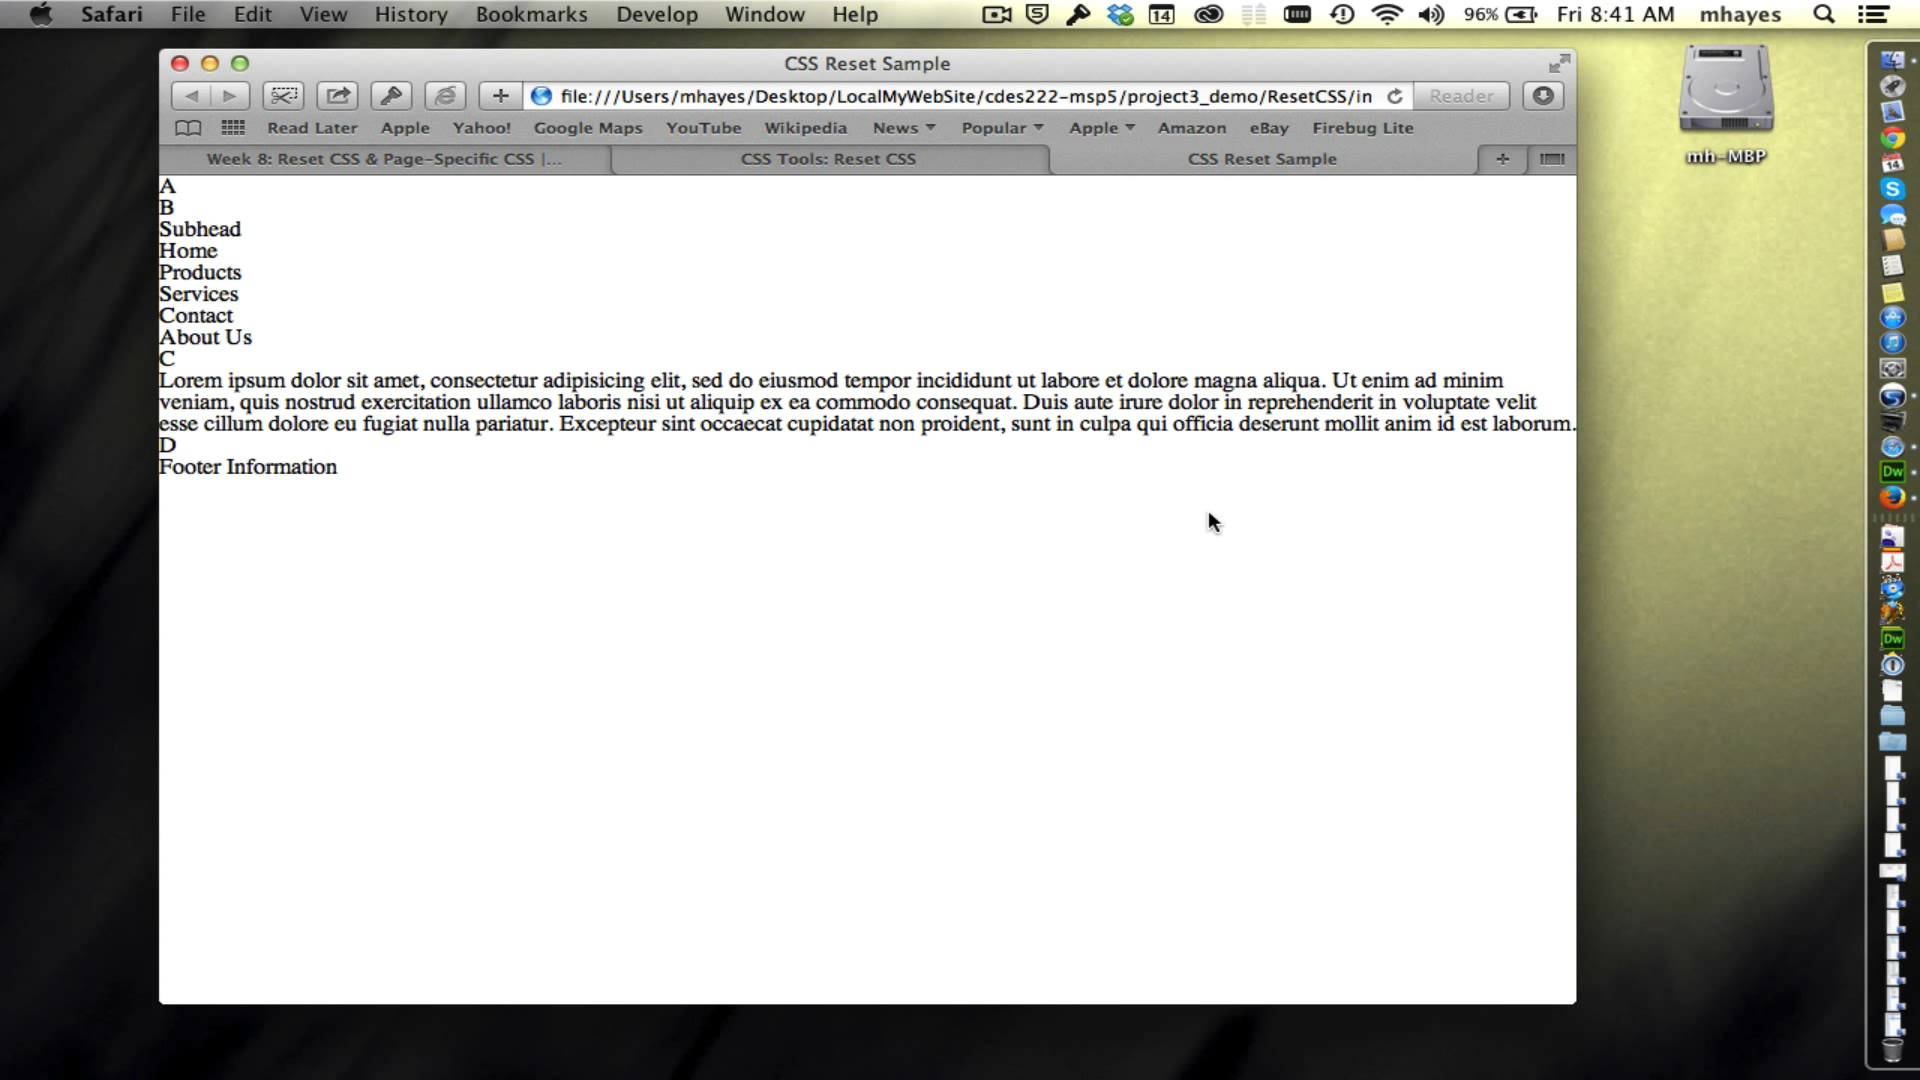 Safari File Edit View History Bookmarks Develop Window Help 14 96% Fri 8:41 AM mhayes
CSS Reset Sample
file:///Users/mhayes/Desktop/LocalMyWebSite/cdes222-msp5/project3_demo/ResetCSS/in Reader
Read Later Apple Yahoo! Google Maps YouTube Wikipedia News Popular Apple Amazon eBay Firebug Lite
Week 8: Reset CSS & Page-Specific CSS |... CSS Tools: Reset CSS CSS Reset Sample
mh-MBP
A
B
Subhead
Home
Products
Services
Contact
About Us
C
Lorem ipsum dolor sit amet, consectetur adipisicing elit, sed do eiusmod tempor incididunt ut labore et dolore magna aliqua. Ut enim ad minim
veniam, quis nostrud exercitation ullamco laboris nisi ut aliquip ex ea commodo consequat. Duis aute irure dolor in reprehenderit in voluptate velit
esse cillum dolore eu fugiat nulla pariatur. Excepteur sint occaecat cupidatat non proident, sunt in culpa qui officia deserunt mollit anim id est laborum.
D
Footer Information
14
S
Dw
Dw